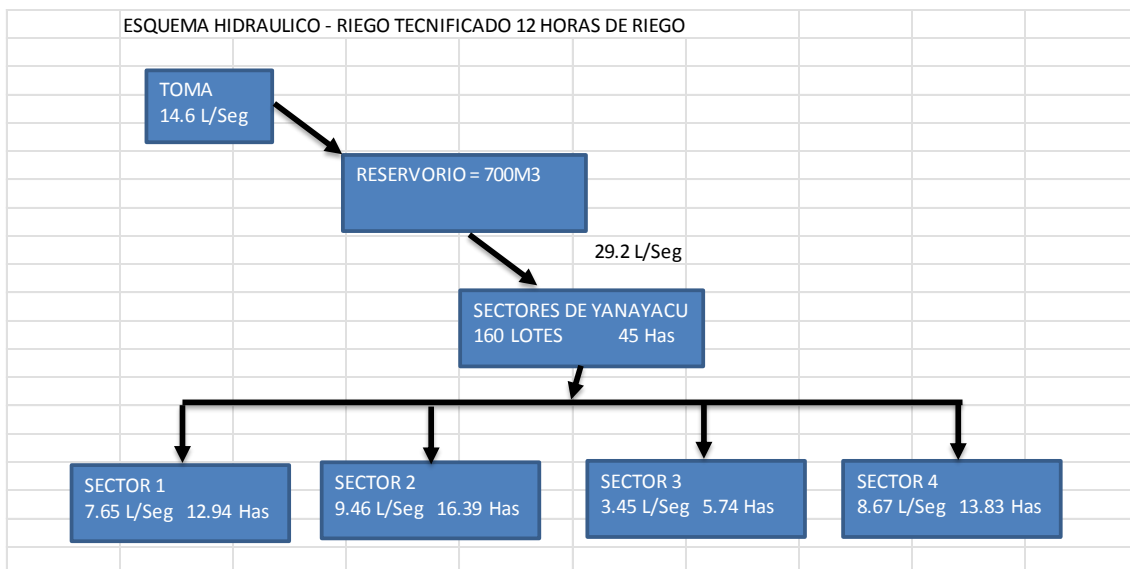 ESQUEMA HIDRAULICO - RIEGO TECNIFICADO 12 HORAS DE RIEGO
TOMA
14.6 L/Seg
RESERVORIO = 700M3
29.2 L/Seg
SECTORES DE YANAYACU
160 LOTES 45 Has
SECTOR 1
7.65 L/Seg 12.94 Has
SECTOR 2
9.46 L/Seg 16.39 Has
SECTOR 3
3.45 L/Seg 5.74 Has
SECTOR 4
8.67 L/Seg 13.83 Has